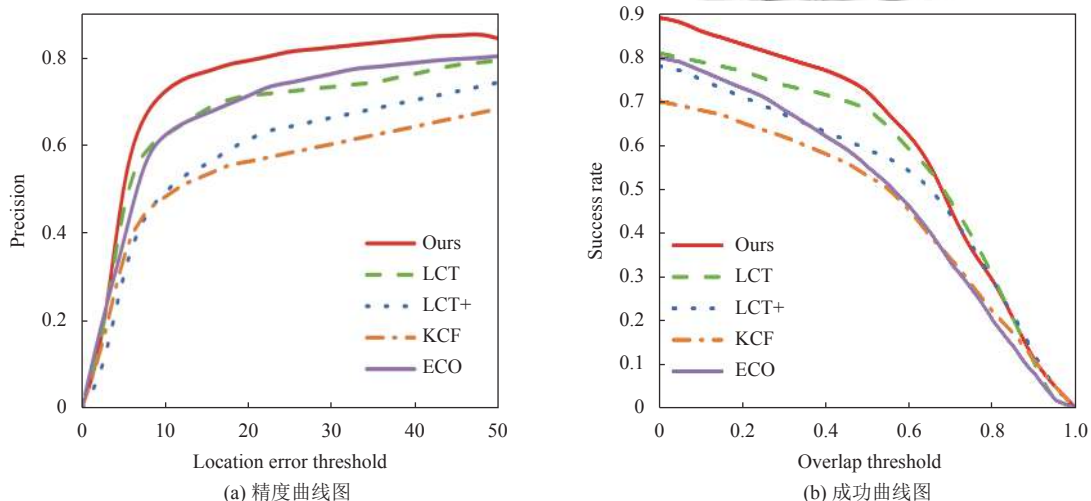 0.8
0.6
0.4
0.2
0
0 10 20 30 40 50
Precision
Location error threshold
Ours
LCT
LCT+
KCF
ECO
(a) 精度曲线图
0.9
0.8
0.7
0.6
0.5
0.4
0.3
0.2
0.1
0
0 0.2 0.4 0.6 0.8 1.0
Success rate
Overlap threshold
Ours
LCT
LCT+
KCF
ECO
(b) 成功曲线图